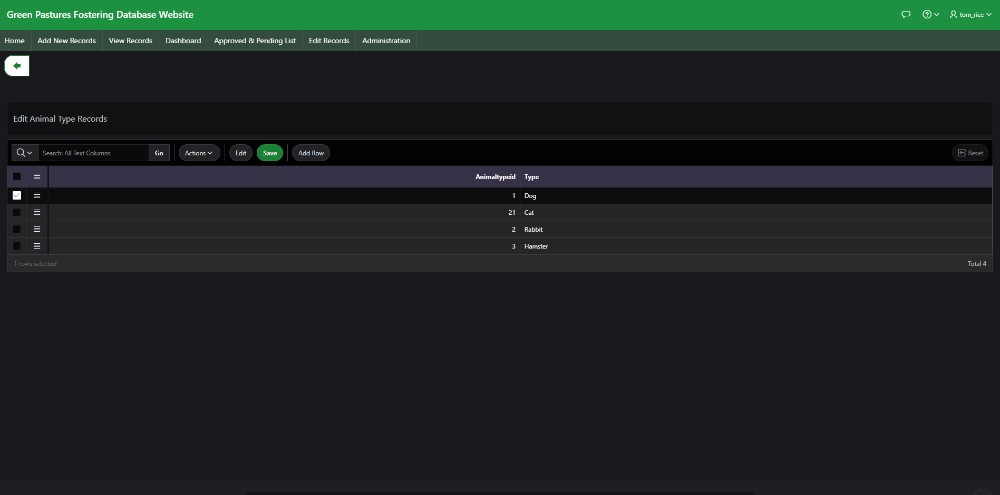 Green Pastures Fostering Database Website
tom_rice
Home Add New Records View Records Dashboard Approved & Pending List Edit Records Administration
Edit Animal Type Records
Search: All Text Columns Go Actions Edit Save Add Row Reset
Animaltypeid Type
1 Dog
21 Cat
2 Rabbit
3 Hamster
1 rows selected Total 4